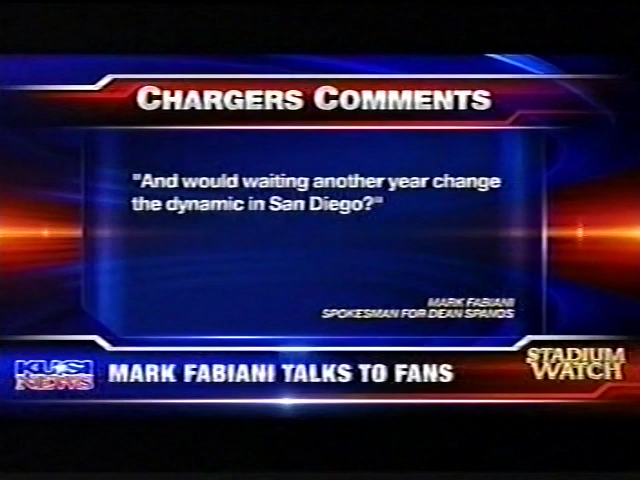 CHARGERS COMMENTS
"And would waiting another year change
the dynamic in San Diego?"
MARK FABIANI
SPOKESMAN FOR DEAN SPANOS
KUSI
NEWS
MARK FABIANI TALKS TO FANS
STADIUM
WATCH